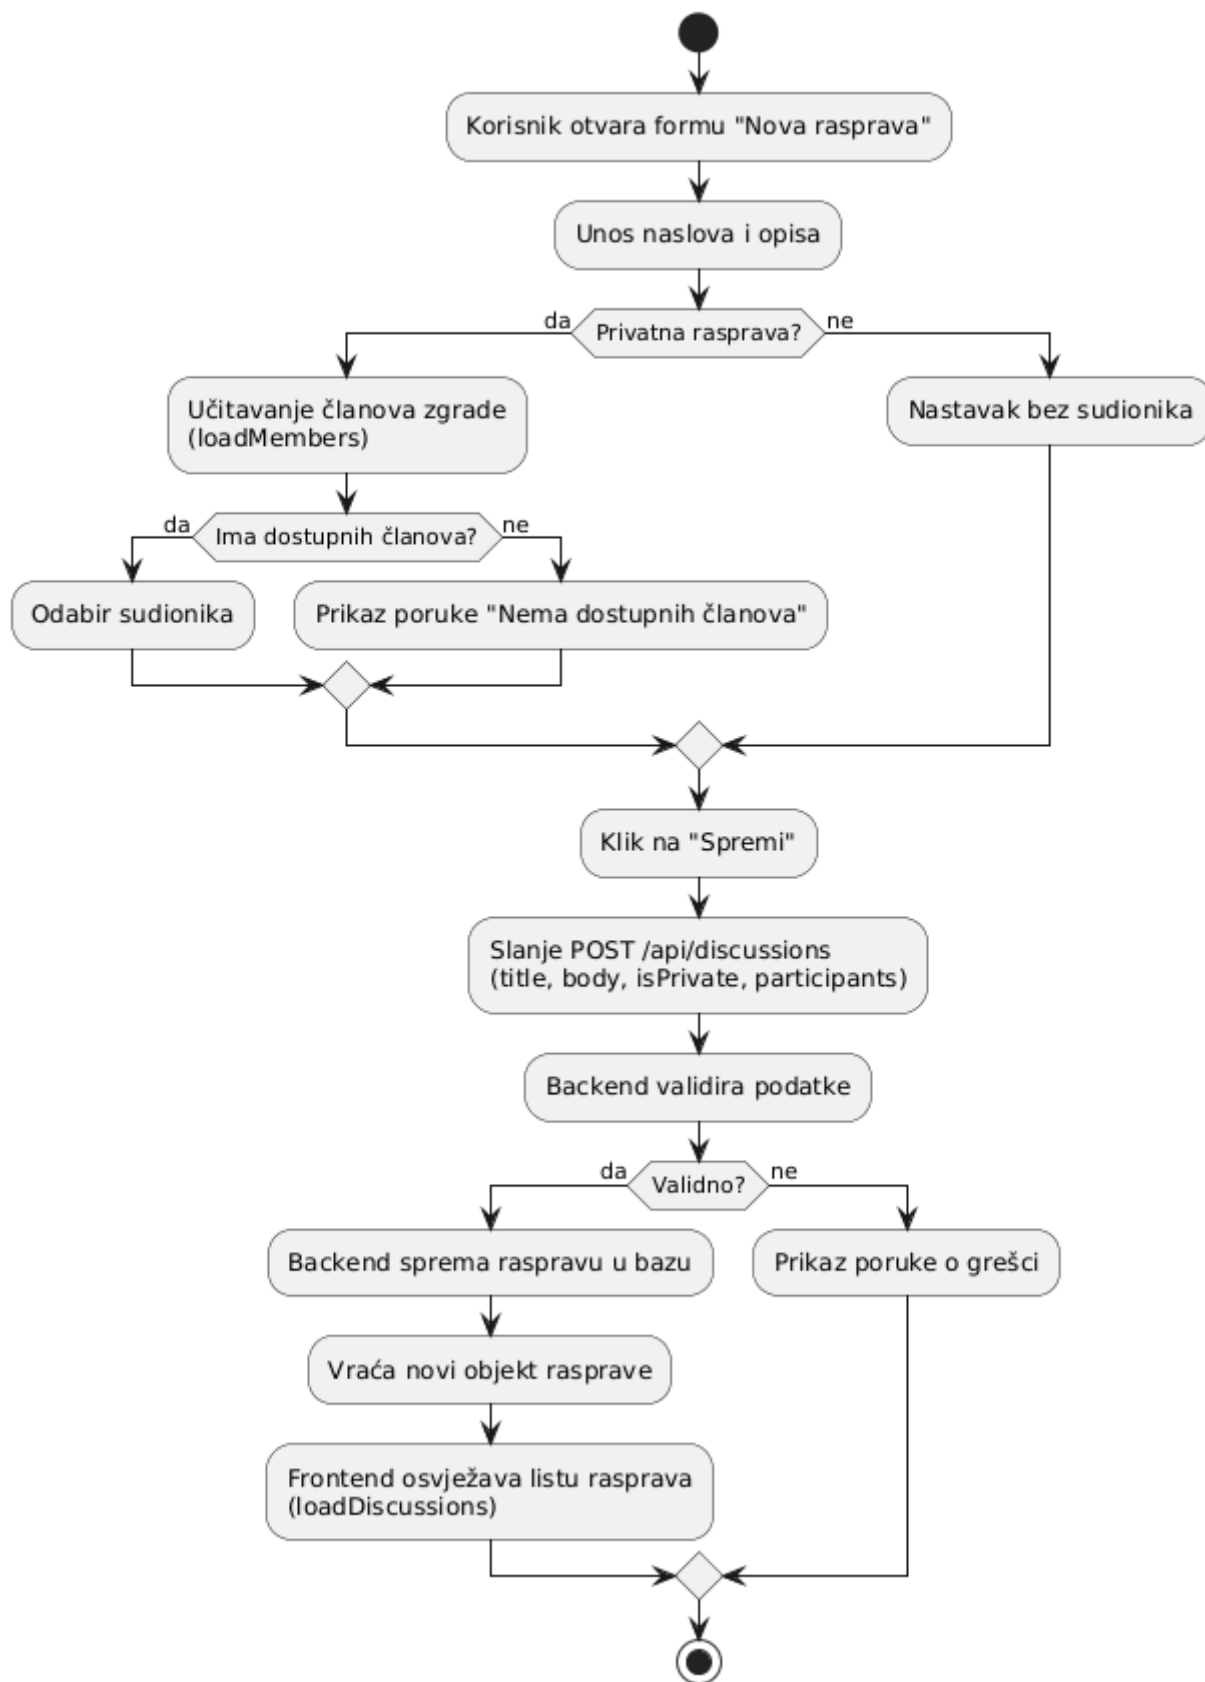 Korisnik otvara formu "Nova rasprava"
Unos naslova i opisa
da
Privatna rasprava?
ne
Učitavanje članova zgrade
(loadMembers)
Nastavak bez sudionika
da
Ima dostupnih članova?
ne
Odabir sudionika
Prikaz poruke "Nema dostupnih članova"
Klik na "Spremi"
Slanje POST /api/discussions
(title, body, isPrivate, participants)
Backend validira podatke
da
Validno?
ne
Backend sprema raspravu u bazu
Prikaz poruke o grešci
Vraća novi objekt rasprave
Frontend osvježava listu rasprava
(loadDiscussions)